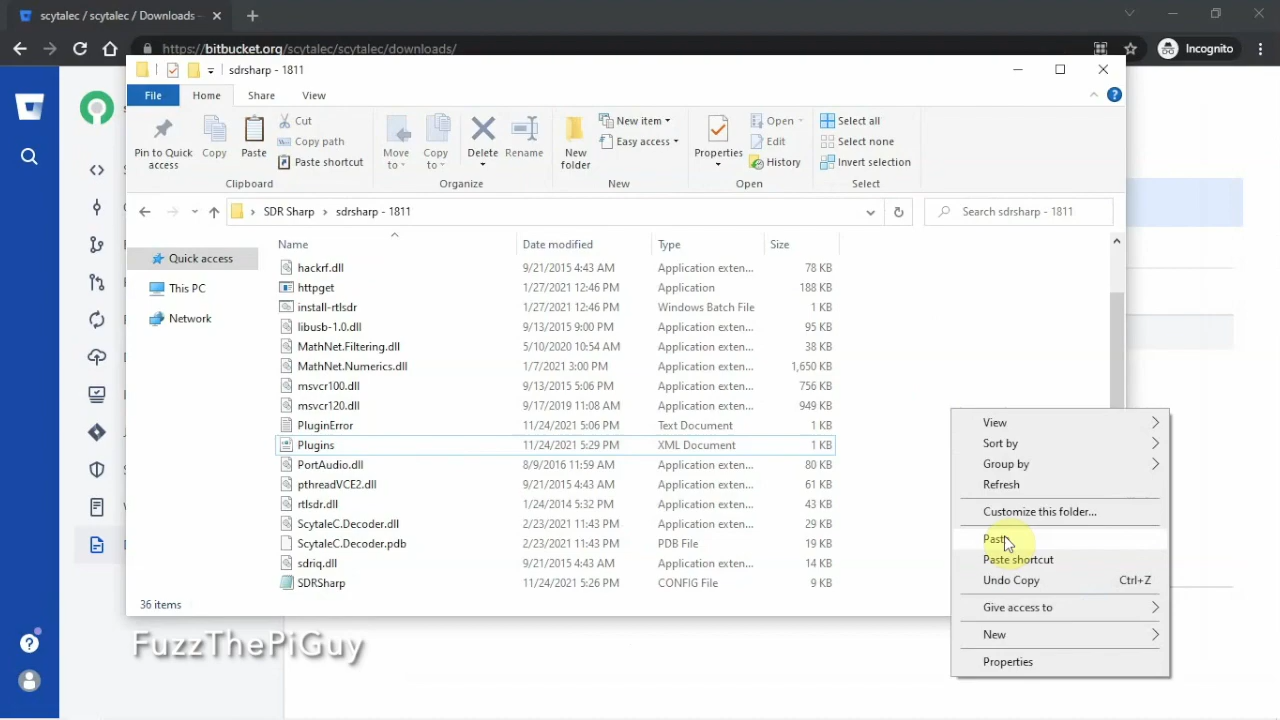 scytalec / scytalec / Downloads
https://bitbucket.org/scytalec/scytalec/downloads/
Incognito
sdrsharp - 1811
File
Home
Share
View
Pin to Quick access
Copy
Paste
Cut
Copy path
Paste shortcut
Move to
Copy to
Delete
Rename
New folder
New item
Easy access
Properties
Open
Edit
History
Select all
Select none
Invert selection
Clipboard
Organize
New
Open
Select
SDR Sharp > sdrsharp - 1811
Search sdrsharp - 1811
Quick access
This PC
Network
Name Date modified Type Size
hackrf.dll 9/21/2015 4:43 AM Application exten... 78 KB
httpget 1/27/2021 12:46 PM Application 188 KB
install-rtlsdr 1/27/2021 12:46 PM Windows Batch File 1 KB
libusb-1.0.dll 9/13/2015 9:00 PM Application exten... 95 KB
MathNet.Filtering.dll 5/10/2020 10:54 AM Application exten... 38 KB
MathNet.Numerics.dll 1/7/2021 3:00 PM Application exten... 1,650 KB
msvcr100.dll 9/13/2015 5:06 PM Application exten... 756 KB
msvcr120.dll 9/17/2019 11:08 AM Application exten... 949 KB
PluginError 11/24/2021 5:06 PM Text Document 1 KB
Plugins 11/24/2021 5:29 PM XML Document 1 KB
PortAudio.dll 8/9/2016 11:59 AM Application exten... 80 KB
pthreadVCE2.dll 9/21/2015 4:43 AM Application exten... 61 KB
rtlsdr.dll 1/24/2014 5:32 PM Application exten... 43 KB
ScytaleC.Decoder.dll 2/23/2021 11:43 PM Application exten... 29 KB
ScytaleC.Decoder.pdb 2/23/2021 11:43 PM PDB File 19 KB
sdriq.dll 9/21/2015 4:43 AM Application exten... 14 KB
SDRSharp 11/24/2021 5:26 PM CONFIG File 9 KB
36 items
View
Sort by
Group by
Refresh
Customize this folder...
Paste
Paste shortcut
Undo Copy Ctrl+Z
Give access to
New
Properties
FuzzThePiGuy